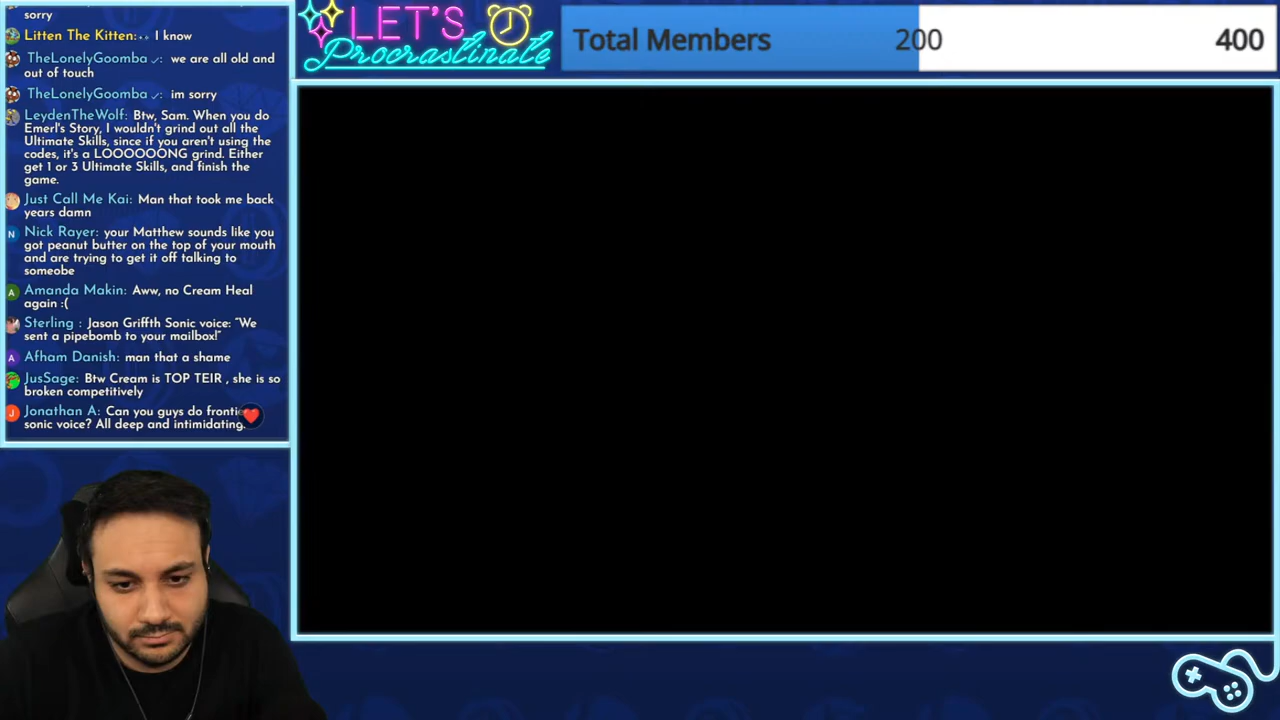 sorry
Litten The Kitten: I know
TheLonelyGoomba : we are all old and
out of touch
TheLonelyGoomba : im sorry
LeydenTheWolf: Btw, Sam. When you do
Emerl's Story, I wouldn't grind out all the
Ultimate Skills, since if you aren't using the
codes, it's a LOOOOOONG grind. Either
get 1 or 3 Ultimate Skills, and finish the
game.
Just Call Me Kai: Man that took me back
years damn
N
Nick Rayer: your Matthew sounds like you
got peanut butter on the top of your mouth
and are trying to get it off talking to
someobe
A
Amanda Makin: Aww, no Cream Heal
again :(
Sterling : Jason Griffth Sonic voice: "We
sent a pipebomb to your mailbox!"
A
Afham Danish: man that a shame
JusSage: Btw Cream is TOP TEIR , she is so
broken competitively
J
Jonathan A: Can you guys do frontie
sonic voice? All deep and intimidating.
LET'S
Procrastinate
Total Members 200 400